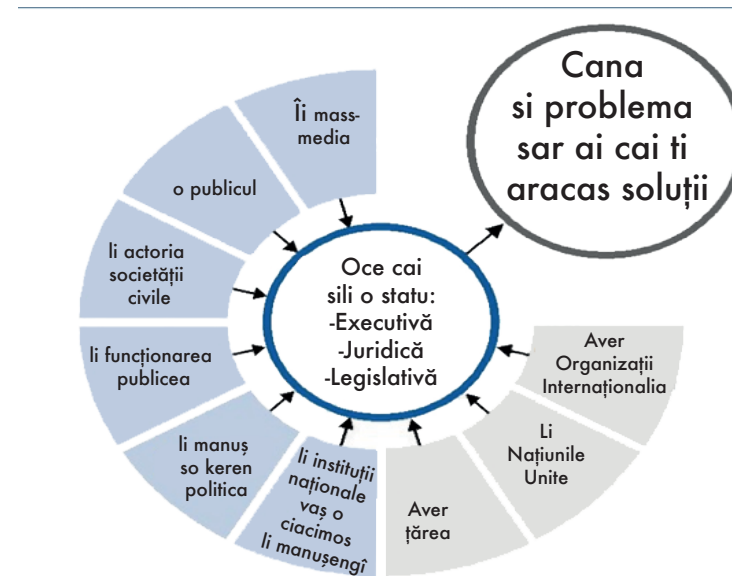 Cana
si problema
sar ai cai ti
aracas soluții
Îi mass-
media
o publicul
li actoria
societății
civile
li funcționarea
publicea
li manuș
so keren
politica
li instituții
naționale
vaș o
ciacimos
li manușengî
Oce cai
sili o statu:
-Executivă
-Juridică
-Legislativă
Aver
Organizații
Internaționalia
Li
Națiunile
Unite
Aver
țărea